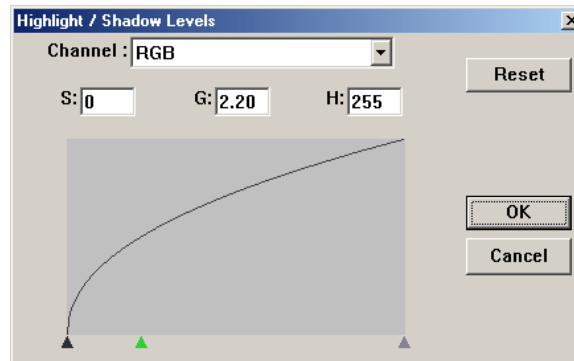 Highlight / Shadow Levels
Channel : RGB
Reset
S: 0 G: 2.20 H: 255
OK
Cancel